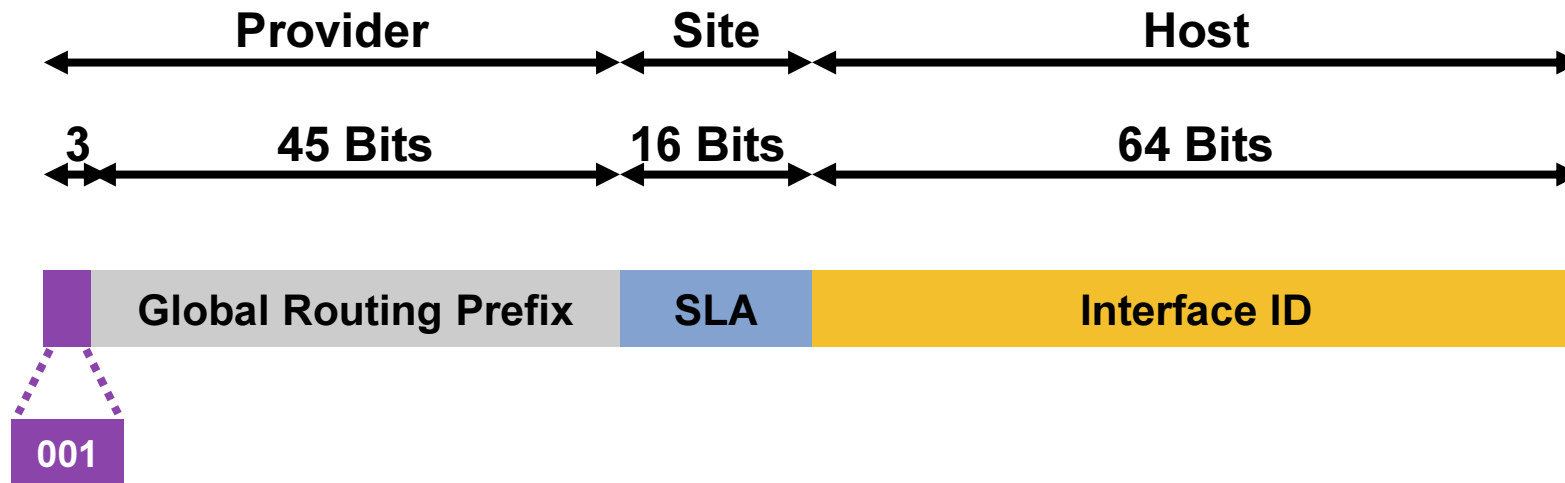 Provider Site Host
3 45 Bits 16 Bits 64 Bits
Global Routing Prefix SLA Interface ID
001